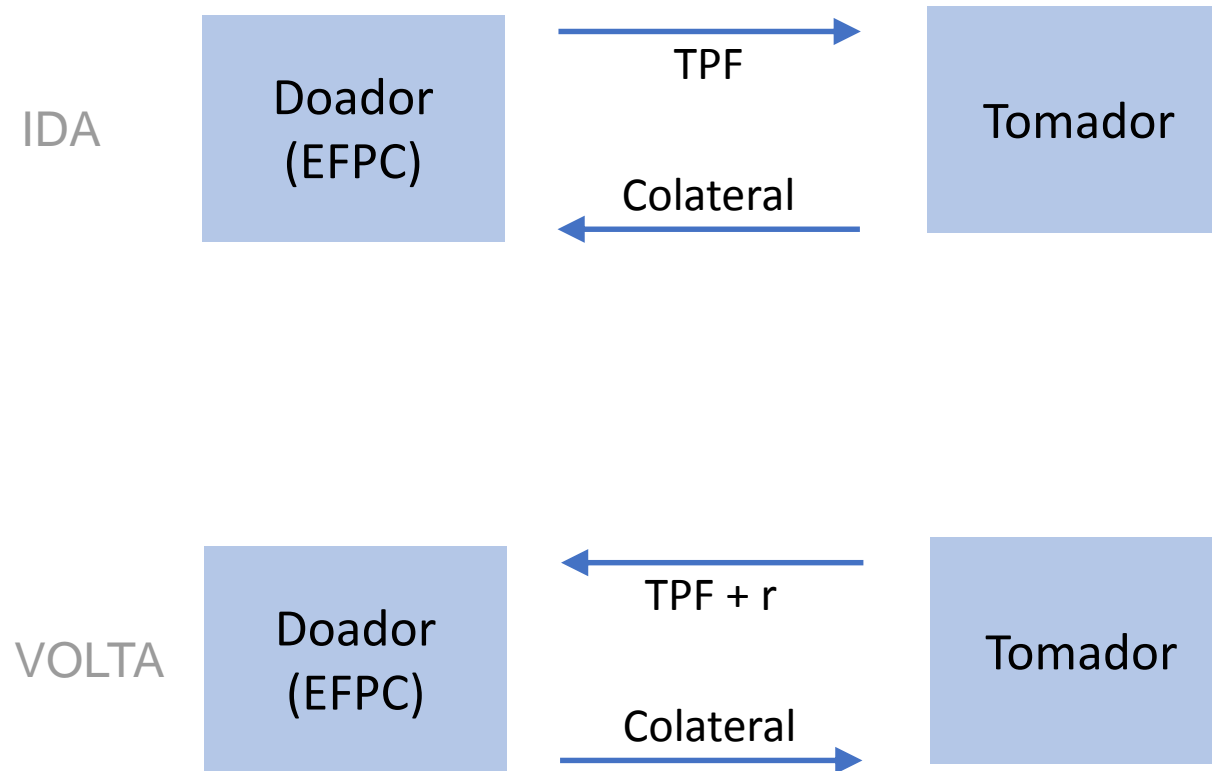 IDA
Doador
(EFPC)
TPF
Colateral
Tomador
VOLTA
Doador
(EFPC)
TPF + r
Colateral
Tomador